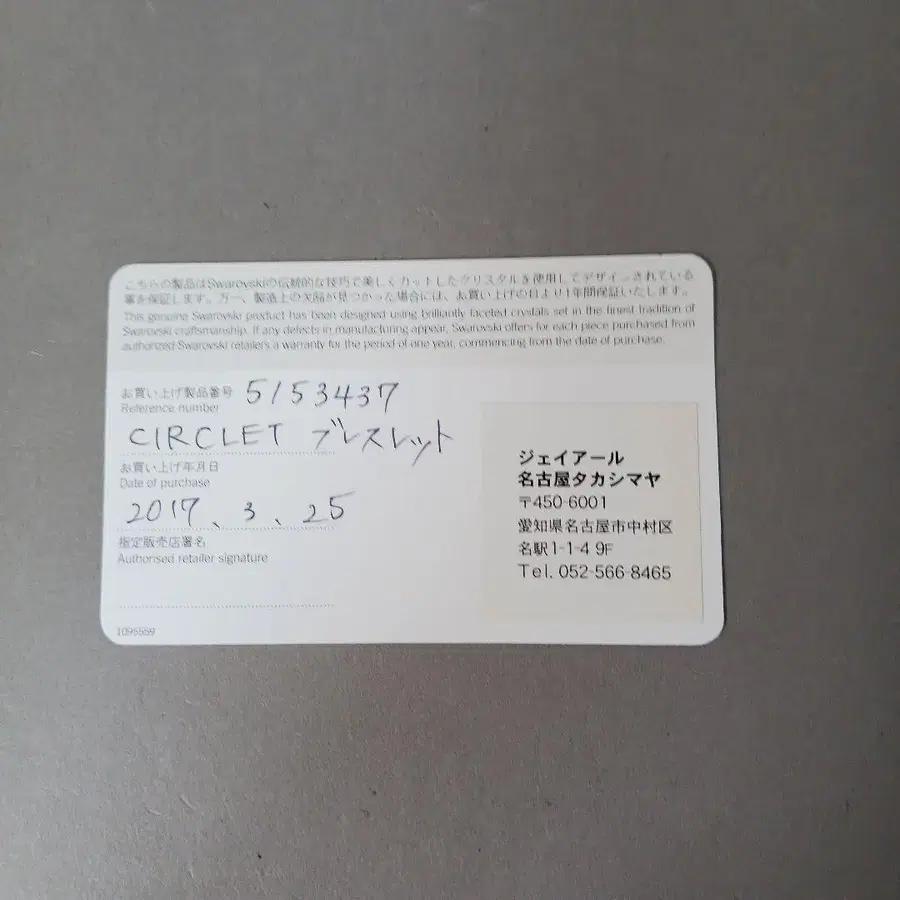 こちらの製品はSwarovskiの伝統的な技巧で美しくカットしたクリスタルを使用してデザインされている
事を保証します。万一、製造上の欠陥が見つかった場合には、お買い上げの日より1年間保証いたします。
This genuine Swarovski product has been designed using brilliantly faceted crystals set in the finest tradition of
Swarovski craftsmanship. If any defects in manufacturing appear, Swarovski offers for each piece purchased from
authorized Swarovski retailers a warranty for the period of one year, commencing from the date of purchase.
お買い上げ製品番号 5153437
Reference number
CIRCLET ブレスレット
お買い上げ年月日
Date of purchase
2017、3、25
指定販売店署名
Authorised retailer signature
1095559
ジェイアール
名古屋タカシマヤ
〒450-6001
愛知県名古屋市中村区
名駅1-1-4 9F
Tel. 052-566-8465